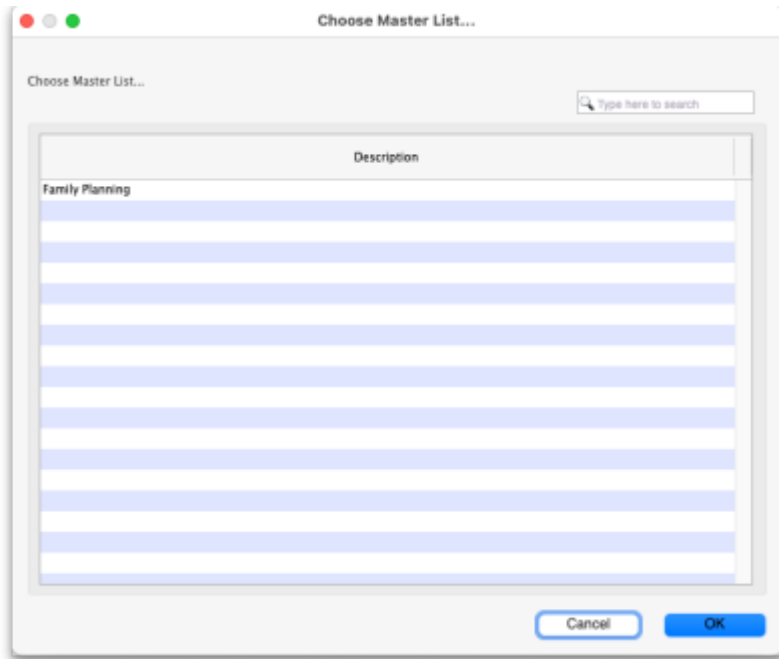 Choose Master List...
Choose Master List...
Type here to search
Description
Family Planning
Cancel
OK